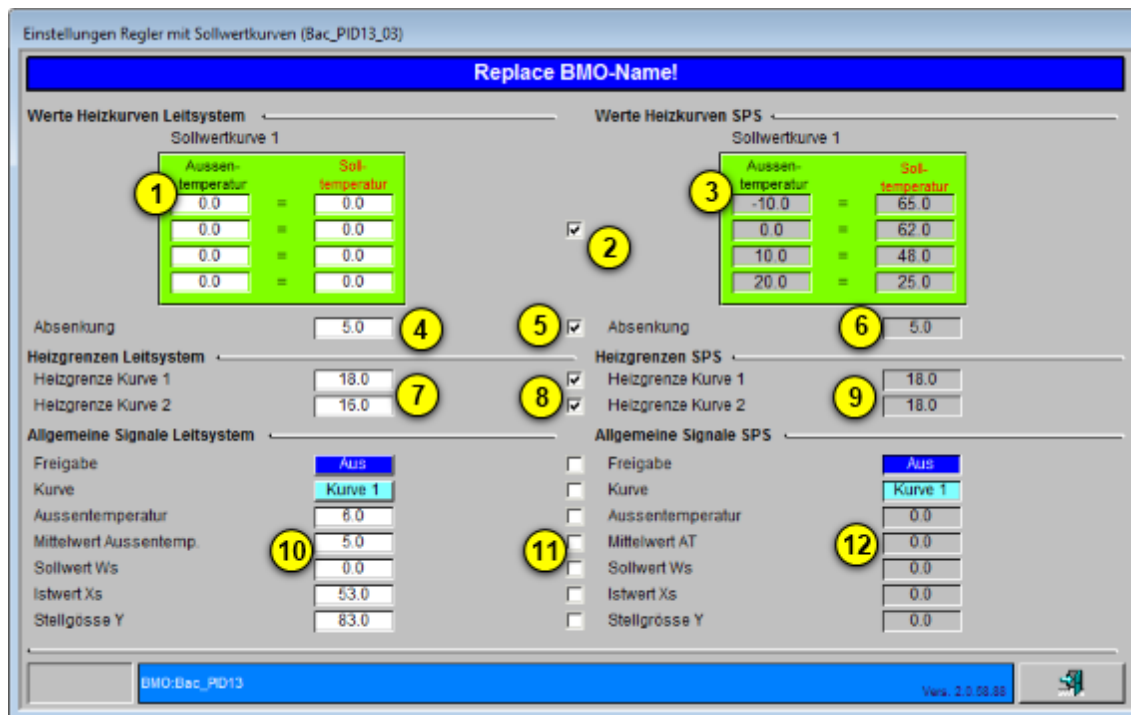 Einstellungen Regler mit Sollwertkurven (Bac_PID13_03)
Replace BMO-Name!
Werte Heizkurven Leitsystem Werte Heizkurven SPS
Sollwertkurve 1 Sollwertkurve 1
Aussen- Soll- Aussen- Soll-
1 temperatur temperatur 3 temperatur temperatur
0.0 = 0.0 -10.0 = 65.0
0.0 = 0.0 2 0.0 = 62.0
0.0 = 0.0 10.0 = 48.0
0.0 = 0.0 20.0 = 25.0
Absenkung 5.0 4 5 Absenkung 6 5.0
Heizgrenzen Leitsystem Heizgrenzen SPS
Heizgrenze Kurve 1 18.0 7 8 Heizgrenze Kurve 1 9 18.0
Heizgrenze Kurve 2 16.0 Heizgrenze Kurve 2 18.0
Allgemeine Signale Leitsystem Allgemeine Signale SPS
Freigabe Aus Freigabe Aus
Kurve Kurve 1 Kurve Kurve 1
Aussentemperatur 6.0 Aussentemperatur 0.0
Mittelwert Aussentemp. 10 5.0 11 Mittelwert AT 12 0.0
Sollwert Ws 0.0 Sollwert Ws 0.0
Istwert Xs 53.0 Istwert Xs 0.0
Stellgösse Y 83.0 Stellgrösse Y 0.0
BMO:Bac_PID13 Vers. 2.0.58.88